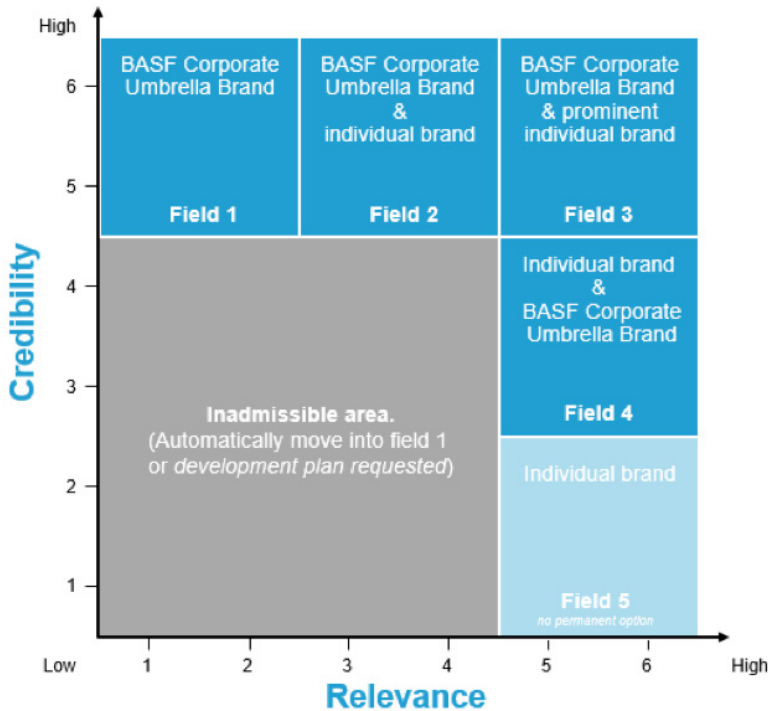 High
BASF Corporate
Umbrella Brand
Field 1
BASF Corporate
Umbrella Brand
&
individual brand
Field 2
BASF Corporate
Umbrella Brand
& prominent
individual brand
Field 3
Individual brand
&
BASF Corporate
Umbrella Brand
Field 4
Inadmissible area.
(Automatically move into field 1
or development plan requested)
Individual brand
Field 5
no permanent option
6
5
4
3
2
1
Credibility
Low
1
2
3
4
5
6
High
Relevance